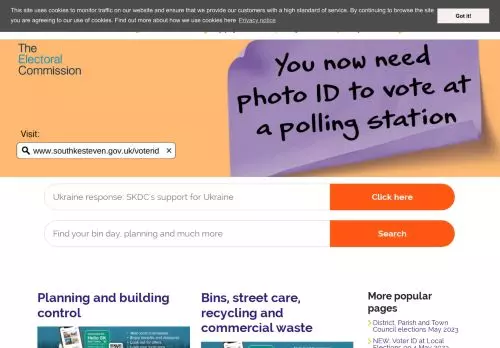 This site uses cookies to monitor traffic on our website and ensure that we provide our customers with a high standard of service. By continuing to browse the site
you are agreeing to use of cookies. Find out more about how we use cookies here Privacy notice
Got it!
The
Electoral
Commission
You now need
photo ID to vote at
a polling station
Visit:
www.southkesteven.gov.uk/voterid ×
Ukraine response: SKDC's support for Ukraine
Click here
Find your bin day, planning and much more
Search
Planning and building
control
Bins, street care,
recycling and
commercial waste
More popular
pages
District, Parish and Town
Council elections May 2023
NEW: Voter ID at Local
Elections on 4 May 2023